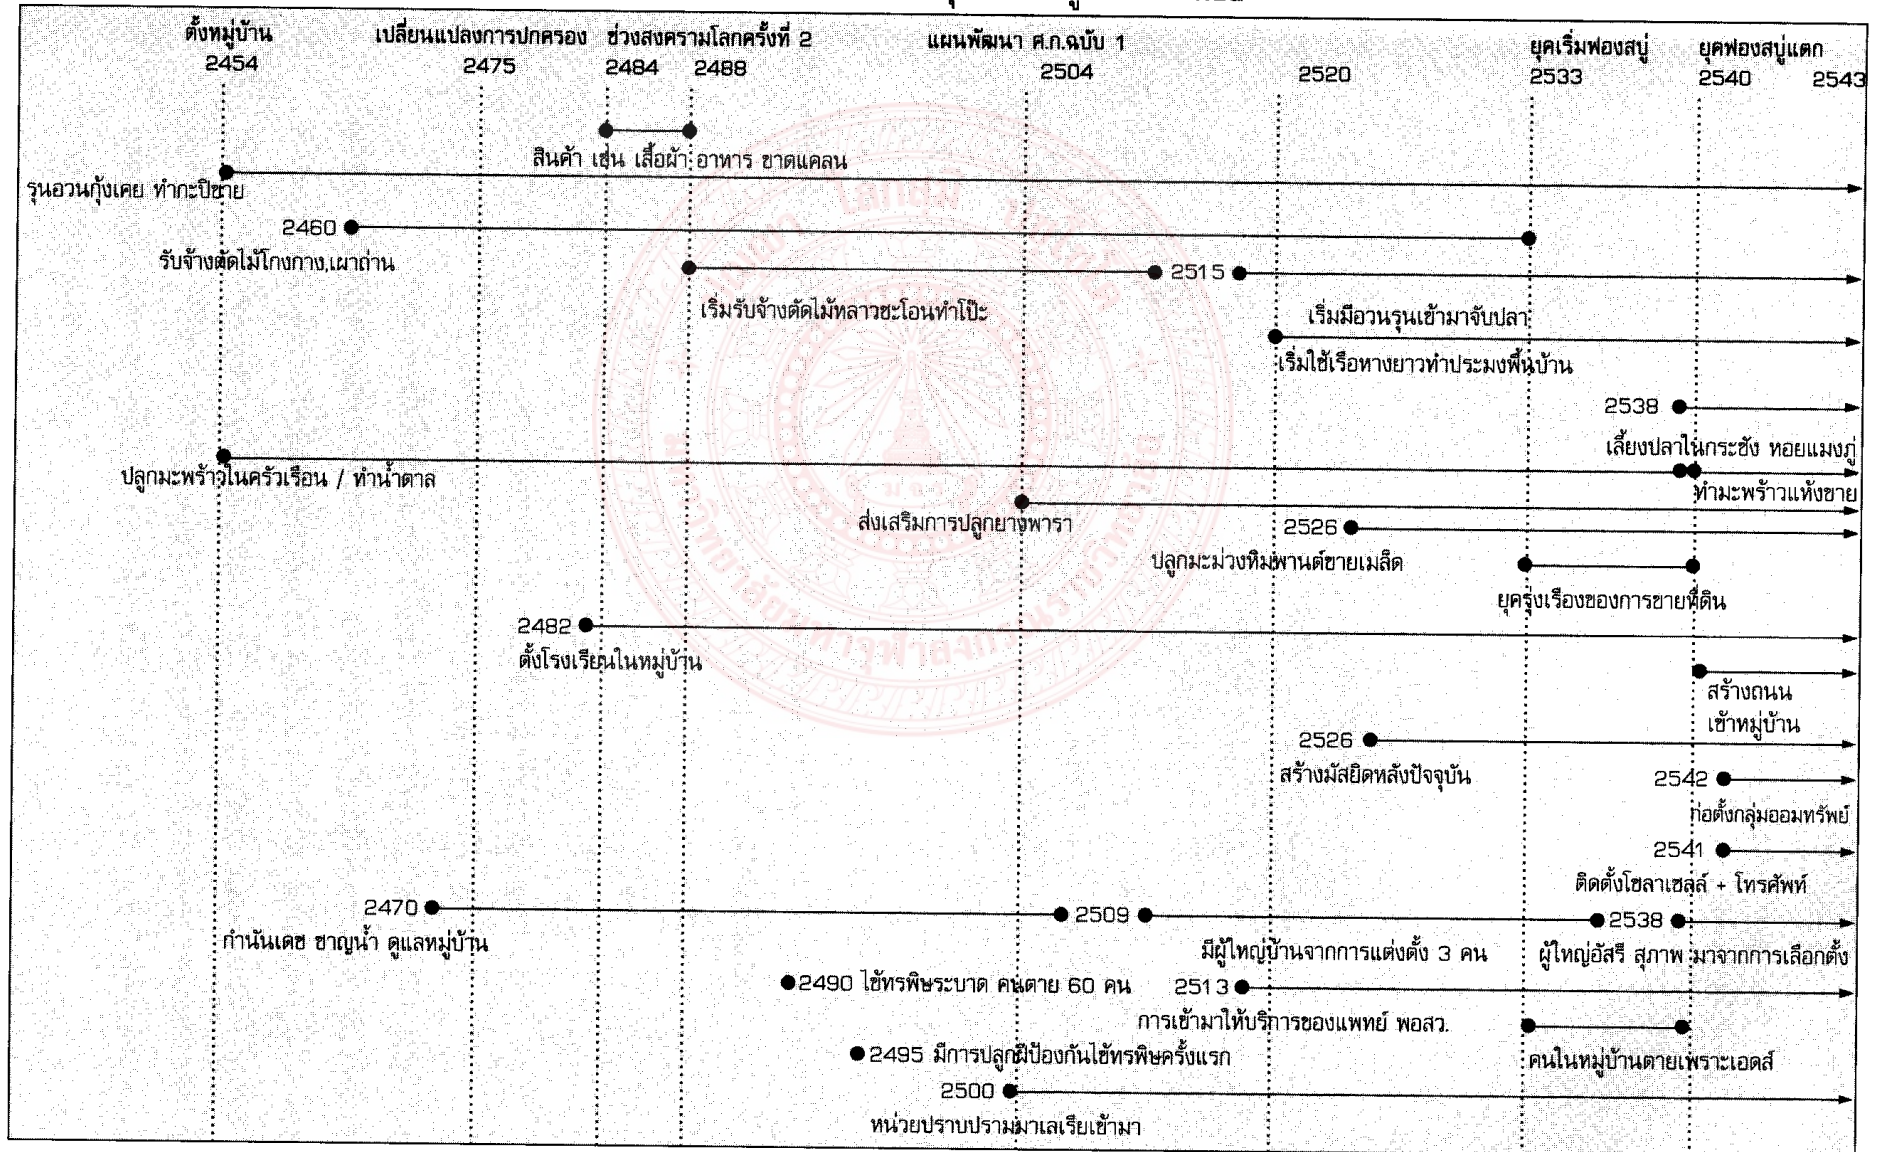 ตั้งหมู่บ้าน เปลี่ยนแปลงการปกครอง ช่วงสงครามโลกครั้งที่ 2 แผนพัฒนา ศ.ก.ฉบับ 1 ยุคเริ่มฟองสบู่ ยุคฟองสบู่แตก
2454 2475 2484 2488 2504 2520 2533 2540 2543
สินค้า เช่น เสื้อผ้า อาหาร ขาดแคลน
รุนอวนกุ้งเคย ทำกะปิขาย
2460
รับจ้างตัดไม้โกงกาง,เผาถ่าน
2515
เริ่มรับจ้างตัดไม้หลาวชะโอนทำโป๊ะ
เริ่มมีอวนรุนเข้ามาจับปลา
เริ่มใช้เรือหางยาวทำประมงพื้นบ้าน
2538
เลี้ยงปลาในกระชัง หอยแมงภู่
ปลูกมะพร้าวในครัวเรือน / ทำน้ำตาล
ทำมะพร้าวแห้งขาย
ส่งเสริมการปลูกยางพารา
2526
ปลูกมะม่วงหิมพานต์ขายเมล็ด
ยุครุ่งเรืองของการขายที่ดิน
2482
ตั้งโรงเรียนในหมู่บ้าน
สร้างถนน
เข้าหมู่บ้าน
2526
สร้างมัสยิดหลังปัจจุบัน
2542
ก่อตั้งกลุ่มออมทรัพย์
2541
ติดตั้งโซลาเซลล์ + โทรศัพท์
2470 2509 2538
กำนันเดช ชาญน้ำ ดูแลหมู่บ้าน
มีผู้ใหญ่บ้านจากการแต่งตั้ง 3 คน ผู้ใหญ่อัสรี สุภาพ มาจากการเลือกตั้ง
2490 ไข้ทรพิษระบาด คนตาย 60 คน 2513
การเข้ามาให้บริการของแพทย์ พอสว.
2495 มีการปลูกฝีป้องกันไข้ทรพิษครั้งแรก
คนในหมู่บ้านตายเพราะเอดส์
2500
หน่วยปราบปรามมาเลเรียเข้ามา